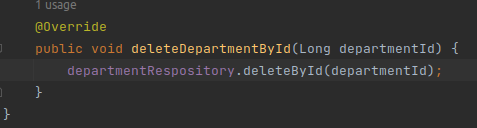 1 usage
@Override
public void deleteDepartmentById(Long departmentId) {
departmentRespository.deleteById(departmentId);
}
}